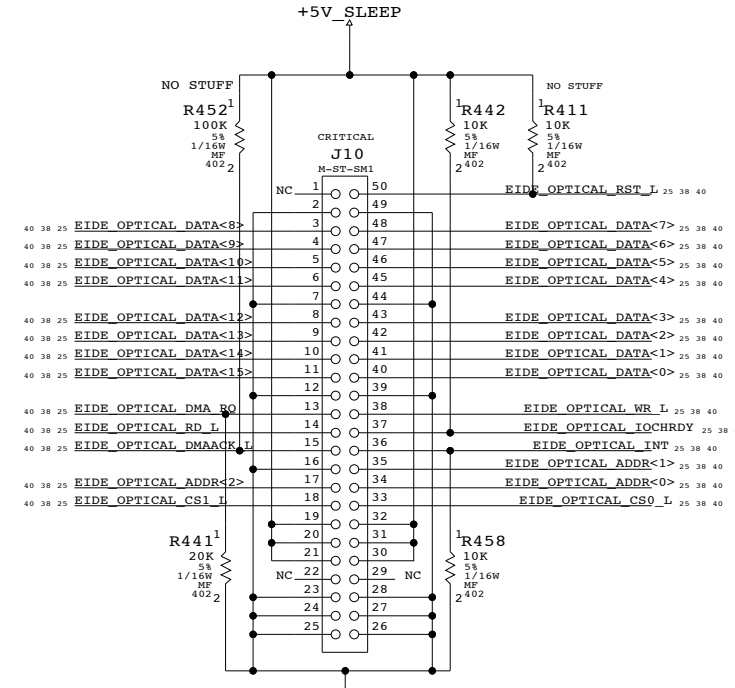 +5V_SLEEP
NO STUFF
NO STUFF
R452 1
100K
5%
1/16W
MF
402 2
1 R442
10K
5%
1/16W
MF
2 402
1 R411
10K
5%
1/16W
MF
2 402
CRITICAL
J10
M-ST-SM1
NC 1 50 EIDE_OPTICAL_RST_L 25 38 40
2 49
40 38 25 EIDE_OPTICAL_DATA<8> 3 48 EIDE_OPTICAL_DATA<7> 25 38 40
40 38 25 EIDE_OPTICAL_DATA<9> 4 47 EIDE_OPTICAL_DATA<6> 25 38 40
40 38 25 EIDE_OPTICAL_DATA<10> 5 46 EIDE_OPTICAL_DATA<5> 25 38 40
40 38 25 EIDE_OPTICAL_DATA<11> 6 45 EIDE_OPTICAL_DATA<4> 25 38 40
7 44
40 38 25 EIDE_OPTICAL_DATA<12> 8 43 EIDE_OPTICAL_DATA<3> 25 38 40
40 38 25 EIDE_OPTICAL_DATA<13> 9 42 EIDE_OPTICAL_DATA<2> 25 38 40
40 38 25 EIDE_OPTICAL_DATA<14> 10 41 EIDE_OPTICAL_DATA<1> 25 38 40
40 38 25 EIDE_OPTICAL_DATA<15> 11 40 EIDE_OPTICAL_DATA<0> 25 38 40
12 39
40 38 25 EIDE_OPTICAL_DMA_RQ 13 38 EIDE_OPTICAL_WR_L 25 38 40
40 38 25 EIDE_OPTICAL_RD_L 14 37 EIDE_OPTICAL_IOCHRDY 25 38
40 38 25 EIDE_OPTICAL_DMAACK_L 15 36 EIDE_OPTICAL_INT 25 38 40
16 35 EIDE_OPTICAL_ADDR<1> 25 38 40
40 38 25 EIDE_OPTICAL_ADDR<2> 17 34 EIDE_OPTICAL_ADDR<0> 25 38 40
40 38 25 EIDE_OPTICAL_CS1_L 18 33 EIDE_OPTICAL_CS0_L 25 38 40
19 32
20 31
21 30
NC 22 29 NC
23 28
24 27
25 26
R441 1
20K
5%
1/16W
MF
402 2
1 R458
10K
5%
1/16W
MF
2 402